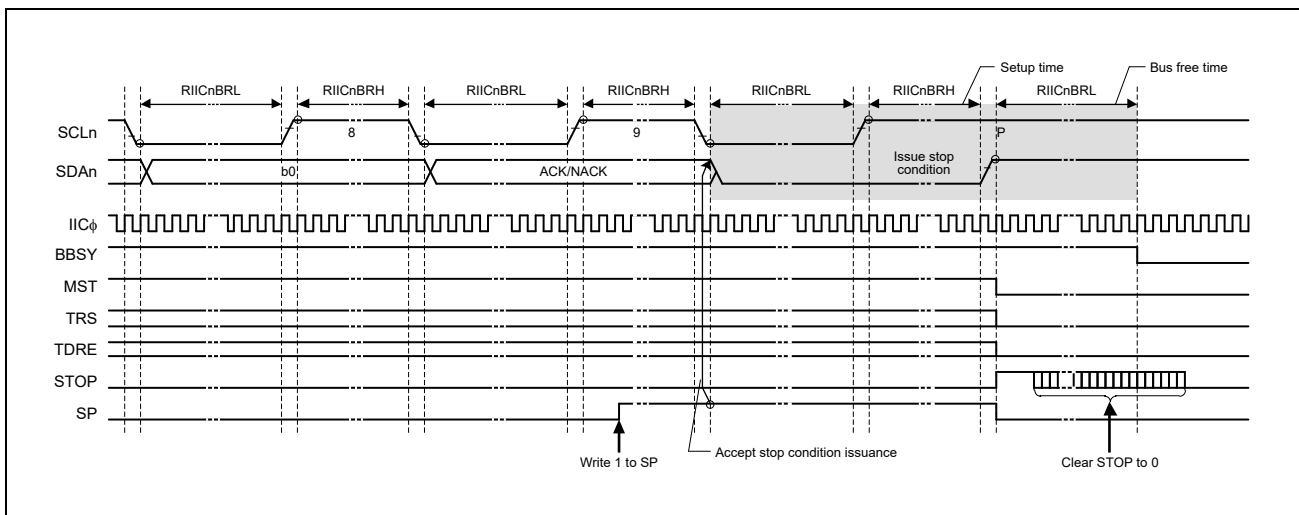 Setup time
Bus free time
RIICnBRL
RIICnBRH
RIICnBRL
RIICnBRH
RIICnBRL
RIICnBRH
RIICnBRL
SCLn
8
9
P
SDAn
b0
ACK/NACK
Issue stop
condition
IICϕ
BBSY
MST
TRS
TDRE
STOP
SP
Write 1 to SP
Accept stop condition issuance
Clear STOP to 0